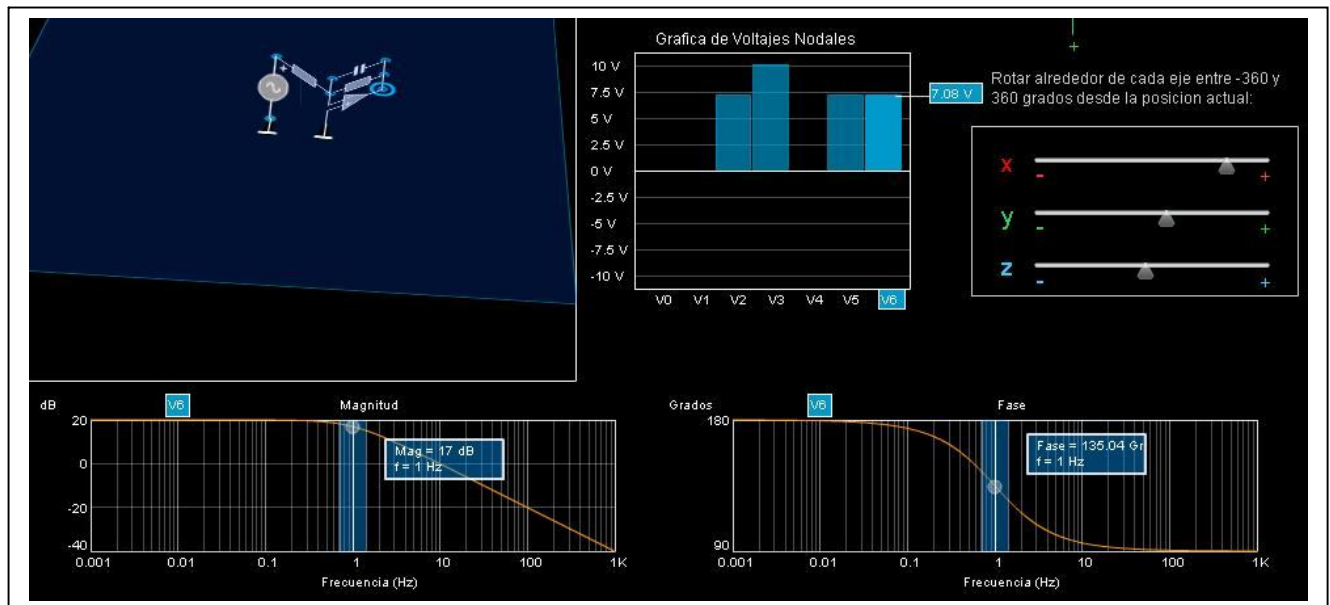 Grafica de Voltajes Nodales
10 V
7.5 V
5 V
2.5 V
0 V
-2.5 V
-5 V
-7.5 V
-10 V
V0 V1 V2 V3 V4 V5 V6
7.08 V
+
Rotar alrededor de cada eje entre -360 y
360 grados desde la posicion actual:
x
- +
y
- +
z
- +
dB V6 Magnitud
20
0
-20
-40
Mag = 17 dB
f = 1 Hz
0.001 0.01 0.1 1 10 100 1K
Frecuencia (Hz)
Grados V6 Fase
180
90
Fase = 135.04 Gr
f = 1 Hz
0.001 0.01 0.1 1 10 100 1K
Frecuencia (Hz)